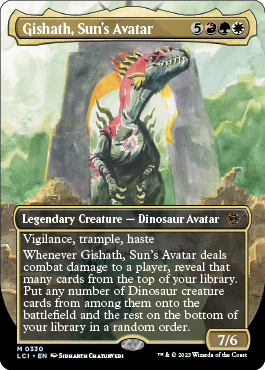 Gishath, Sun's Avatar 5
Legendary Creature — Dinosaur Avatar
Vigilance, trample, haste
Whenever Gishath, Sun's Avatar deals
combat damage to a player, reveal that
many cards from the top of your library.
Put any number of Dinosaur creature
cards from among them onto the
battlefield and the rest on the bottom of
your library in a random order.
7/6
M 0330
LCI • EN Sidharth Chaturvedi ™ & © 2023 Wizards of the Coast